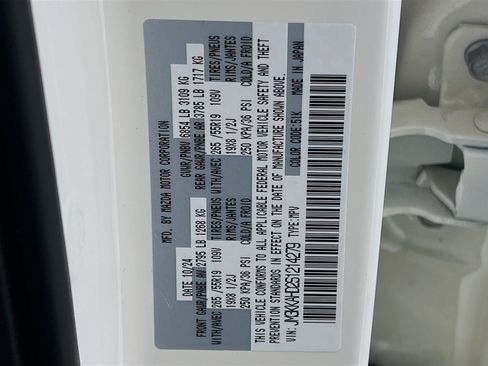 MFD. BY MAZDA MOTOR CORPORATION
DATE 10/24 GVWR/PNBV 6854 LB 3109 KG
FRONT GAWR/PNBE AV 2795 LB 1268 KG REAR GAWR/PNBE AR 3785 LB 1717 KG
WITH/AVEC 265 /55R19 109V TIRES/PNEUS WITH/AVEC 265 /55R19 109V TIRES/PNEUS
19X8 1/2J RIMS/JANTES 19X8 1/2J RIMS/JANTES
250 KPA/36 PSI COLD/A FROID 250 KPA/36 PSI COLD/A FROID
THIS VEHICLE CONFORMS TO ALL APPLICABLE FEDERAL MOTOR VEHICLE SAFETY AND THEFT
PREVENTION STANDARDS IN EFFECT ON THE DATE OF MANUFACTURE SHOWN ABOVE.
VIN: JM3KKAHD2S1214279 TYPE: MPV COLOR CODE: 51K MADE IN JAPAN